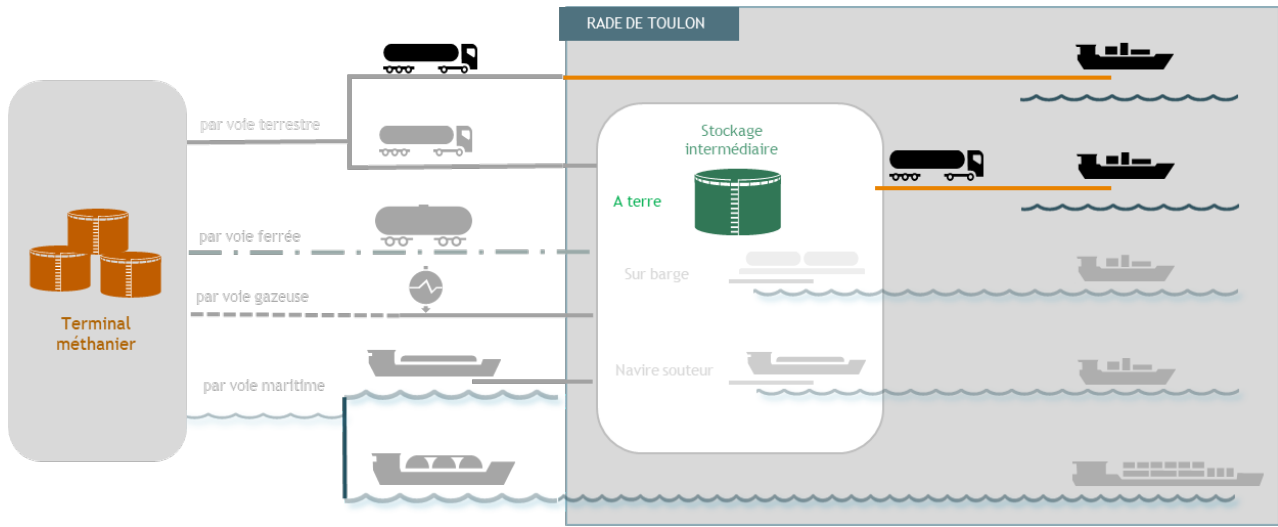 RADE DE TOULON
par voie terrestre
Stockage
intermédiaire
A terre
par voie ferrée
Sur barge
par voie gazeuse
Terminal
méthanier
Navire souteur
par voie maritime